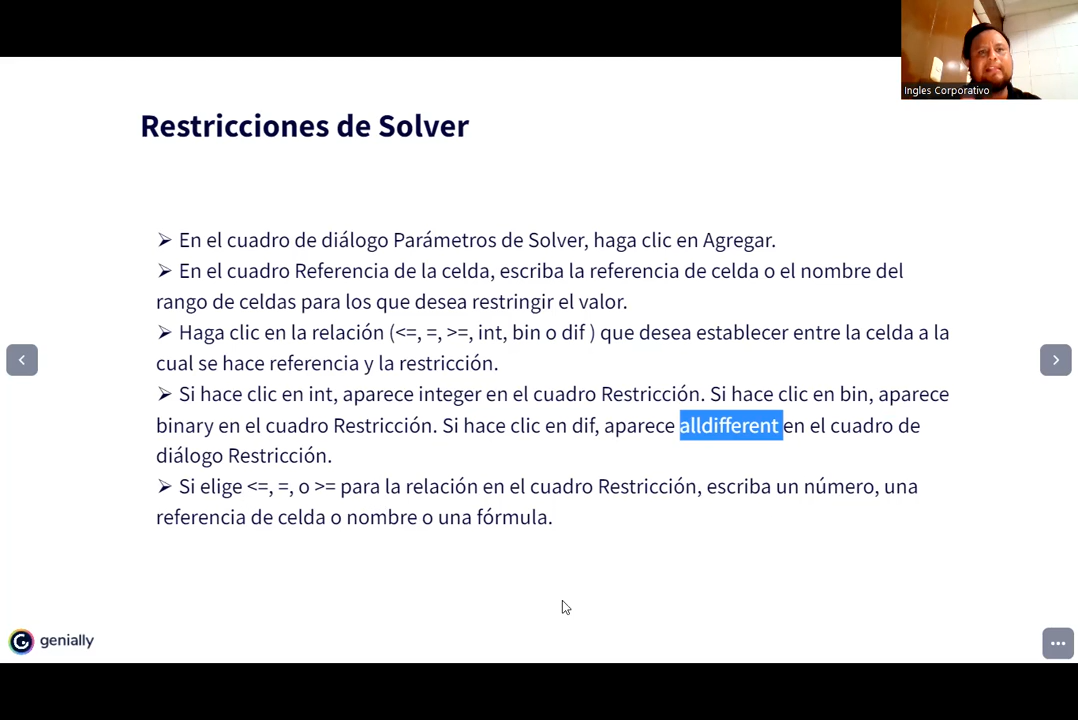 Ingles Corporativo
Restricciones de Solver
➢ En el cuadro de diálogo Parámetros de Solver, haga clic en Agregar.
➢ En el cuadro Referencia de la celda, escriba la referencia de celda o el nombre del
rango de celdas para los que desea restringir el valor.
➢ Haga clic en la relación (<=, =, >=, int, bin o dif ) que desea establecer entre la celda a la
cual se hace referencia y la restricción.
➢ Si hace clic en int, aparece integer en el cuadro Restricción. Si hace clic en bin, aparece
binary en el cuadro Restricción. Si hace clic en dif, aparece alldifferent en el cuadro de
diálogo Restricción.
➢ Si elige <=, =, o >= para la relación en el cuadro Restricción, escriba un número, una
referencia de celda o nombre o una fórmula.
genially